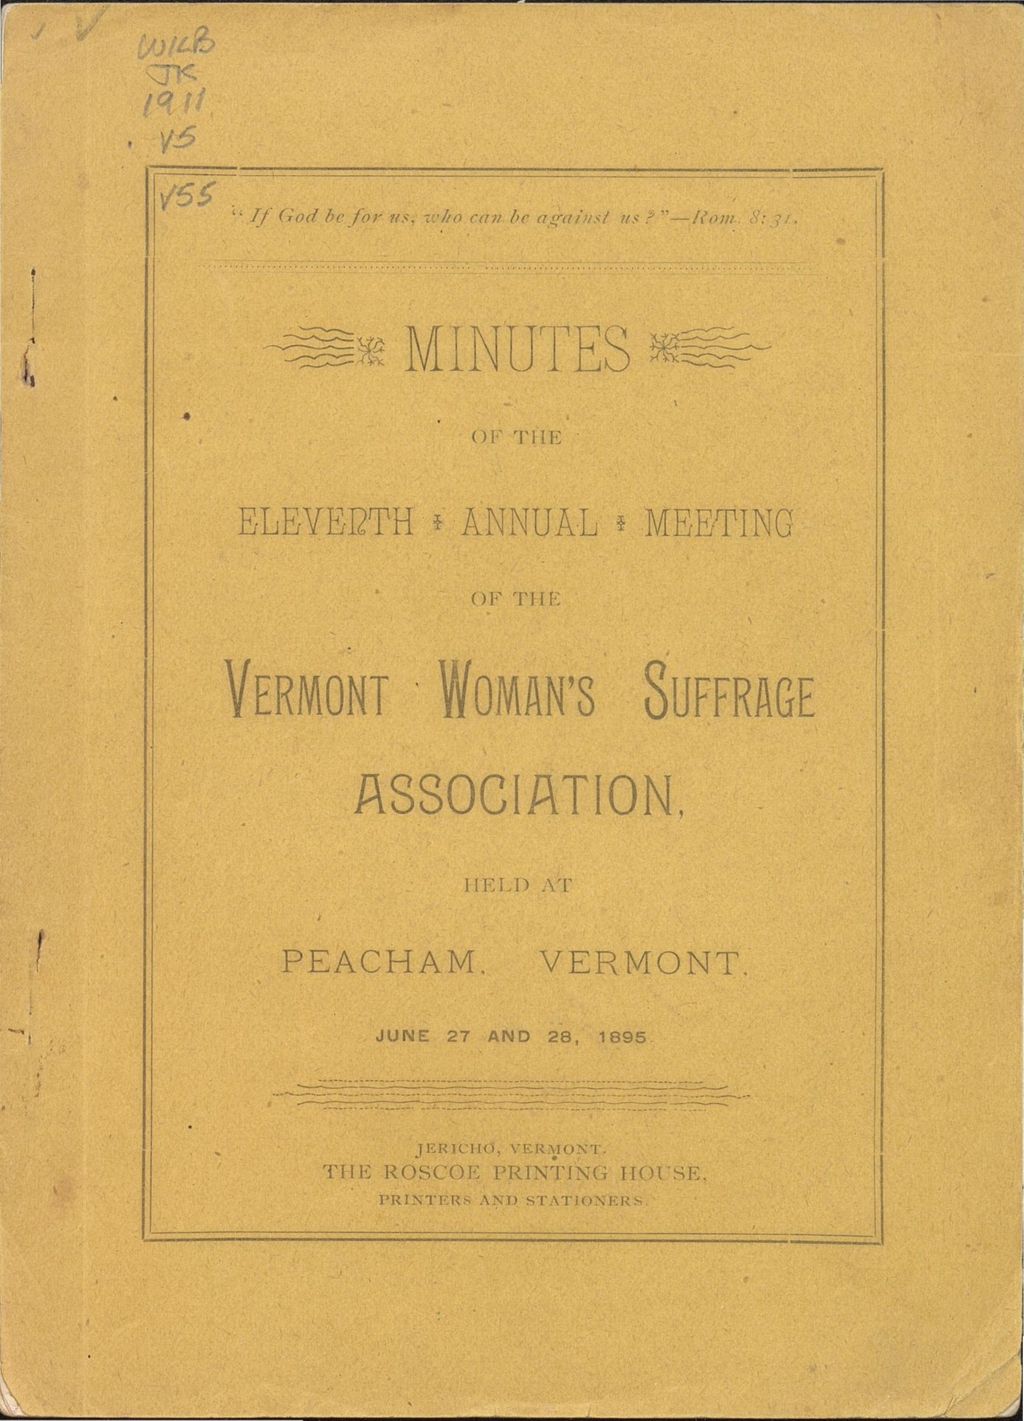 WKB
JK
1911
.V5
V55
"If God be for us, who can be against us?"—Rom. 8:31.
MINUTES
OF THE
ELEVENTH ANNUAL MEETING
OF THE
VERMONT WOMAN'S SUFFRAGE
ASSOCIATION,
HELD AT
PEACHAM, VERMONT,
JUNE 27 AND 28, 1895.
JERICHO, VERMONT.
THE ROSCOE PRINTING HOUSE,
PRINTERS AND STATIONERS.